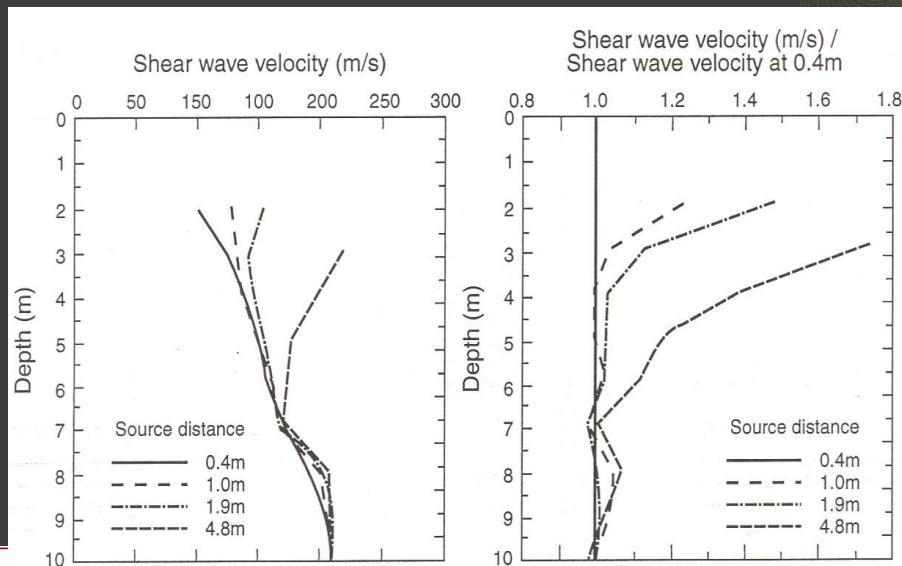 Shear wave velocity (m/s)
0 50 150 100 200 250 300
0
1
2
3
4
5
6
7
8
9
10
Depth (m)
Source distance
0.4m
1.0m
1.9m
4.8m
Shear wave velocity (m/s) /
Shear wave velocity at 0.4m
0.8 1.0 1.2 1.4 1.6 1.8
0
1
2
3
4
5
6
7
8
9
10
Depth (m)
Source distance
0.4m
1.0m
1.9m
4.8m